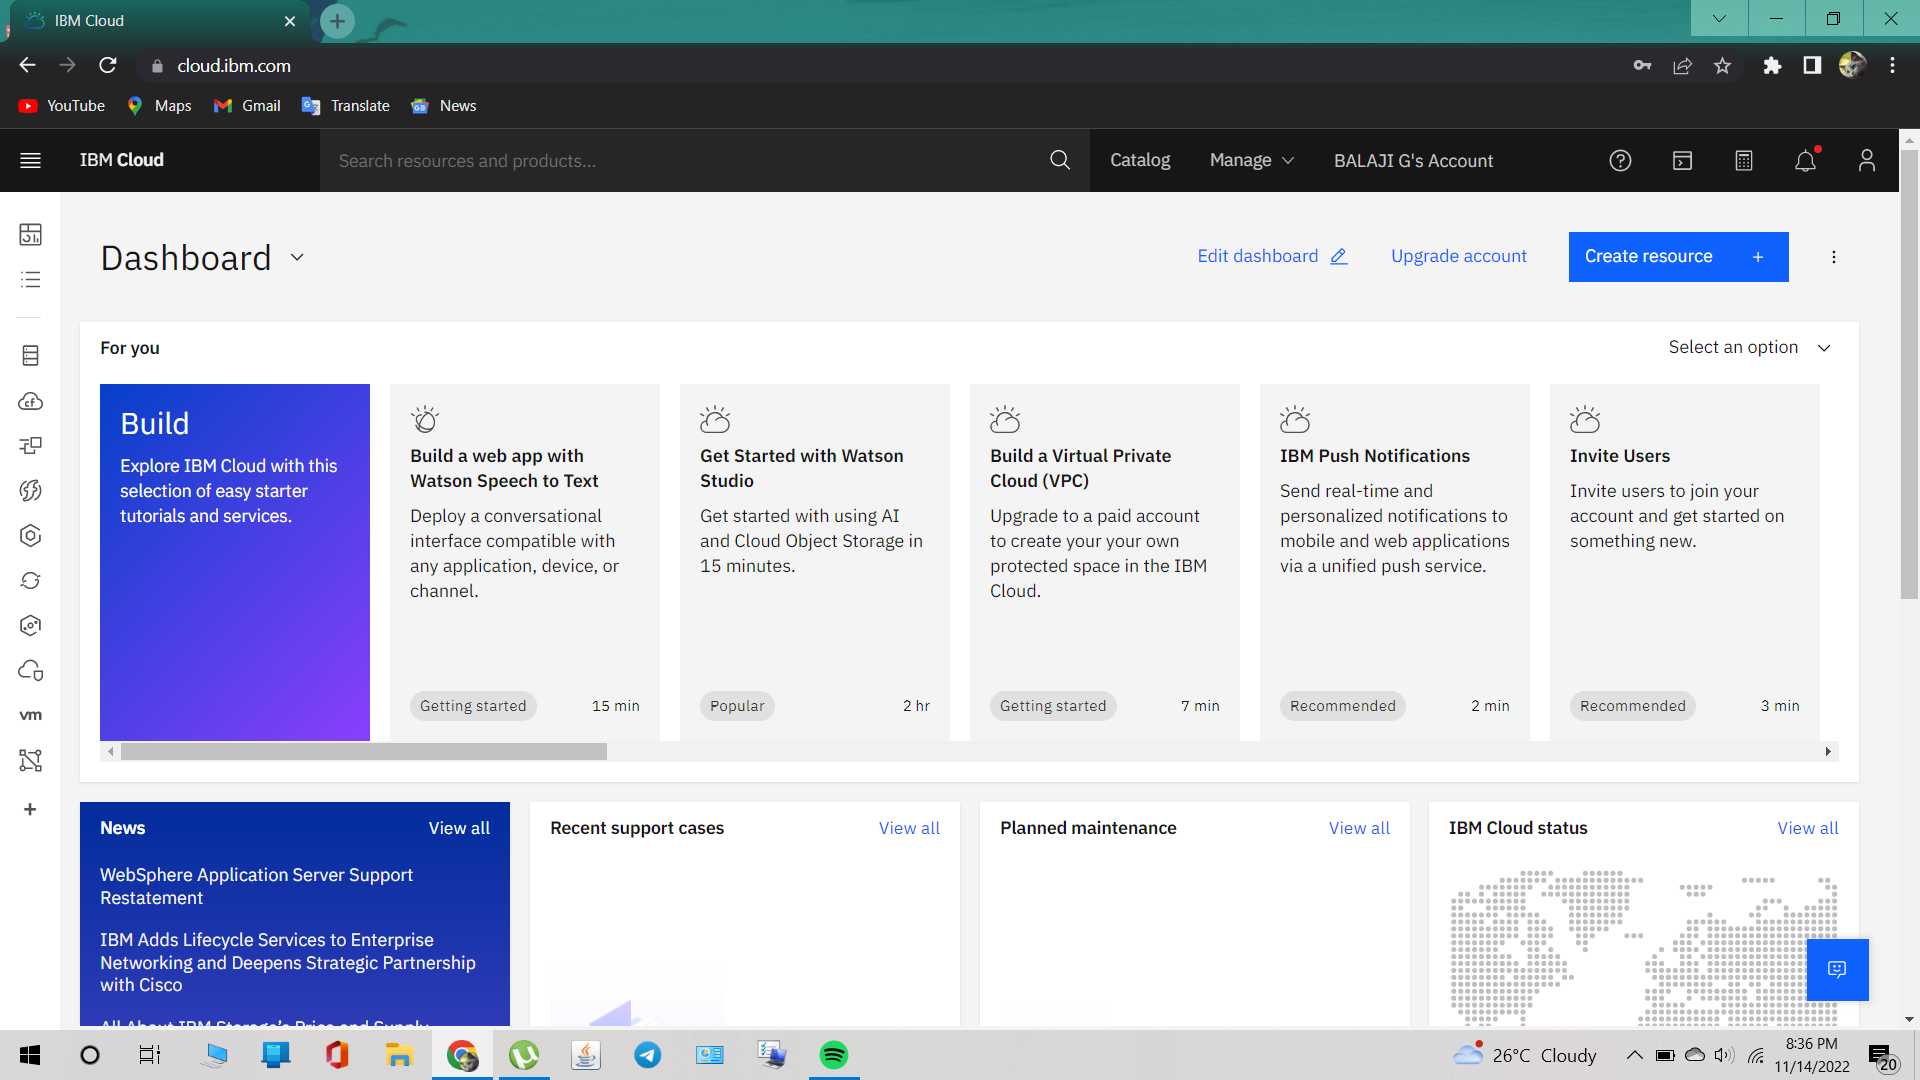 IBM Cloud
cloud.ibm.com
YouTube Maps Gmail Translate News
IBM Cloud Search resources and products... Catalog Manage BALAJI G's Account
Dashboard Edit dashboard Upgrade account Create resource +
For you Select an option
Build
Explore IBM Cloud with this
selection of easy starter
tutorials and services.
Build a web app with
Watson Speech to Text
Deploy a conversational
interface compatible with
any application, device, or
channel.
Getting started 15 min
Get Started with Watson
Studio
Get started with using AI
and Cloud Object Storage in
15 minutes.
Popular 2 hr
Build a Virtual Private
Cloud (VPC)
Upgrade to a paid account
to create your your own
protected space in the IBM
Cloud.
Getting started 7 min
IBM Push Notifications
Send real-time and
personalized notifications to
mobile and web applications
via a unified push service.
Recommended 2 min
Invite Users
Invite users to join your
account and get started on
something new.
Recommended 3 min
cf
vm
News View all
WebSphere Application Server Support
Restatement
IBM Adds Lifecycle Services to Enterprise
Networking and Deepens Strategic Partnership
with Cisco
All About IBM Storage's Price and Supply
Recent support cases View all
Planned maintenance View all
IBM Cloud status View all
26°C Cloudy
8:36 PM
11/14/2022
20